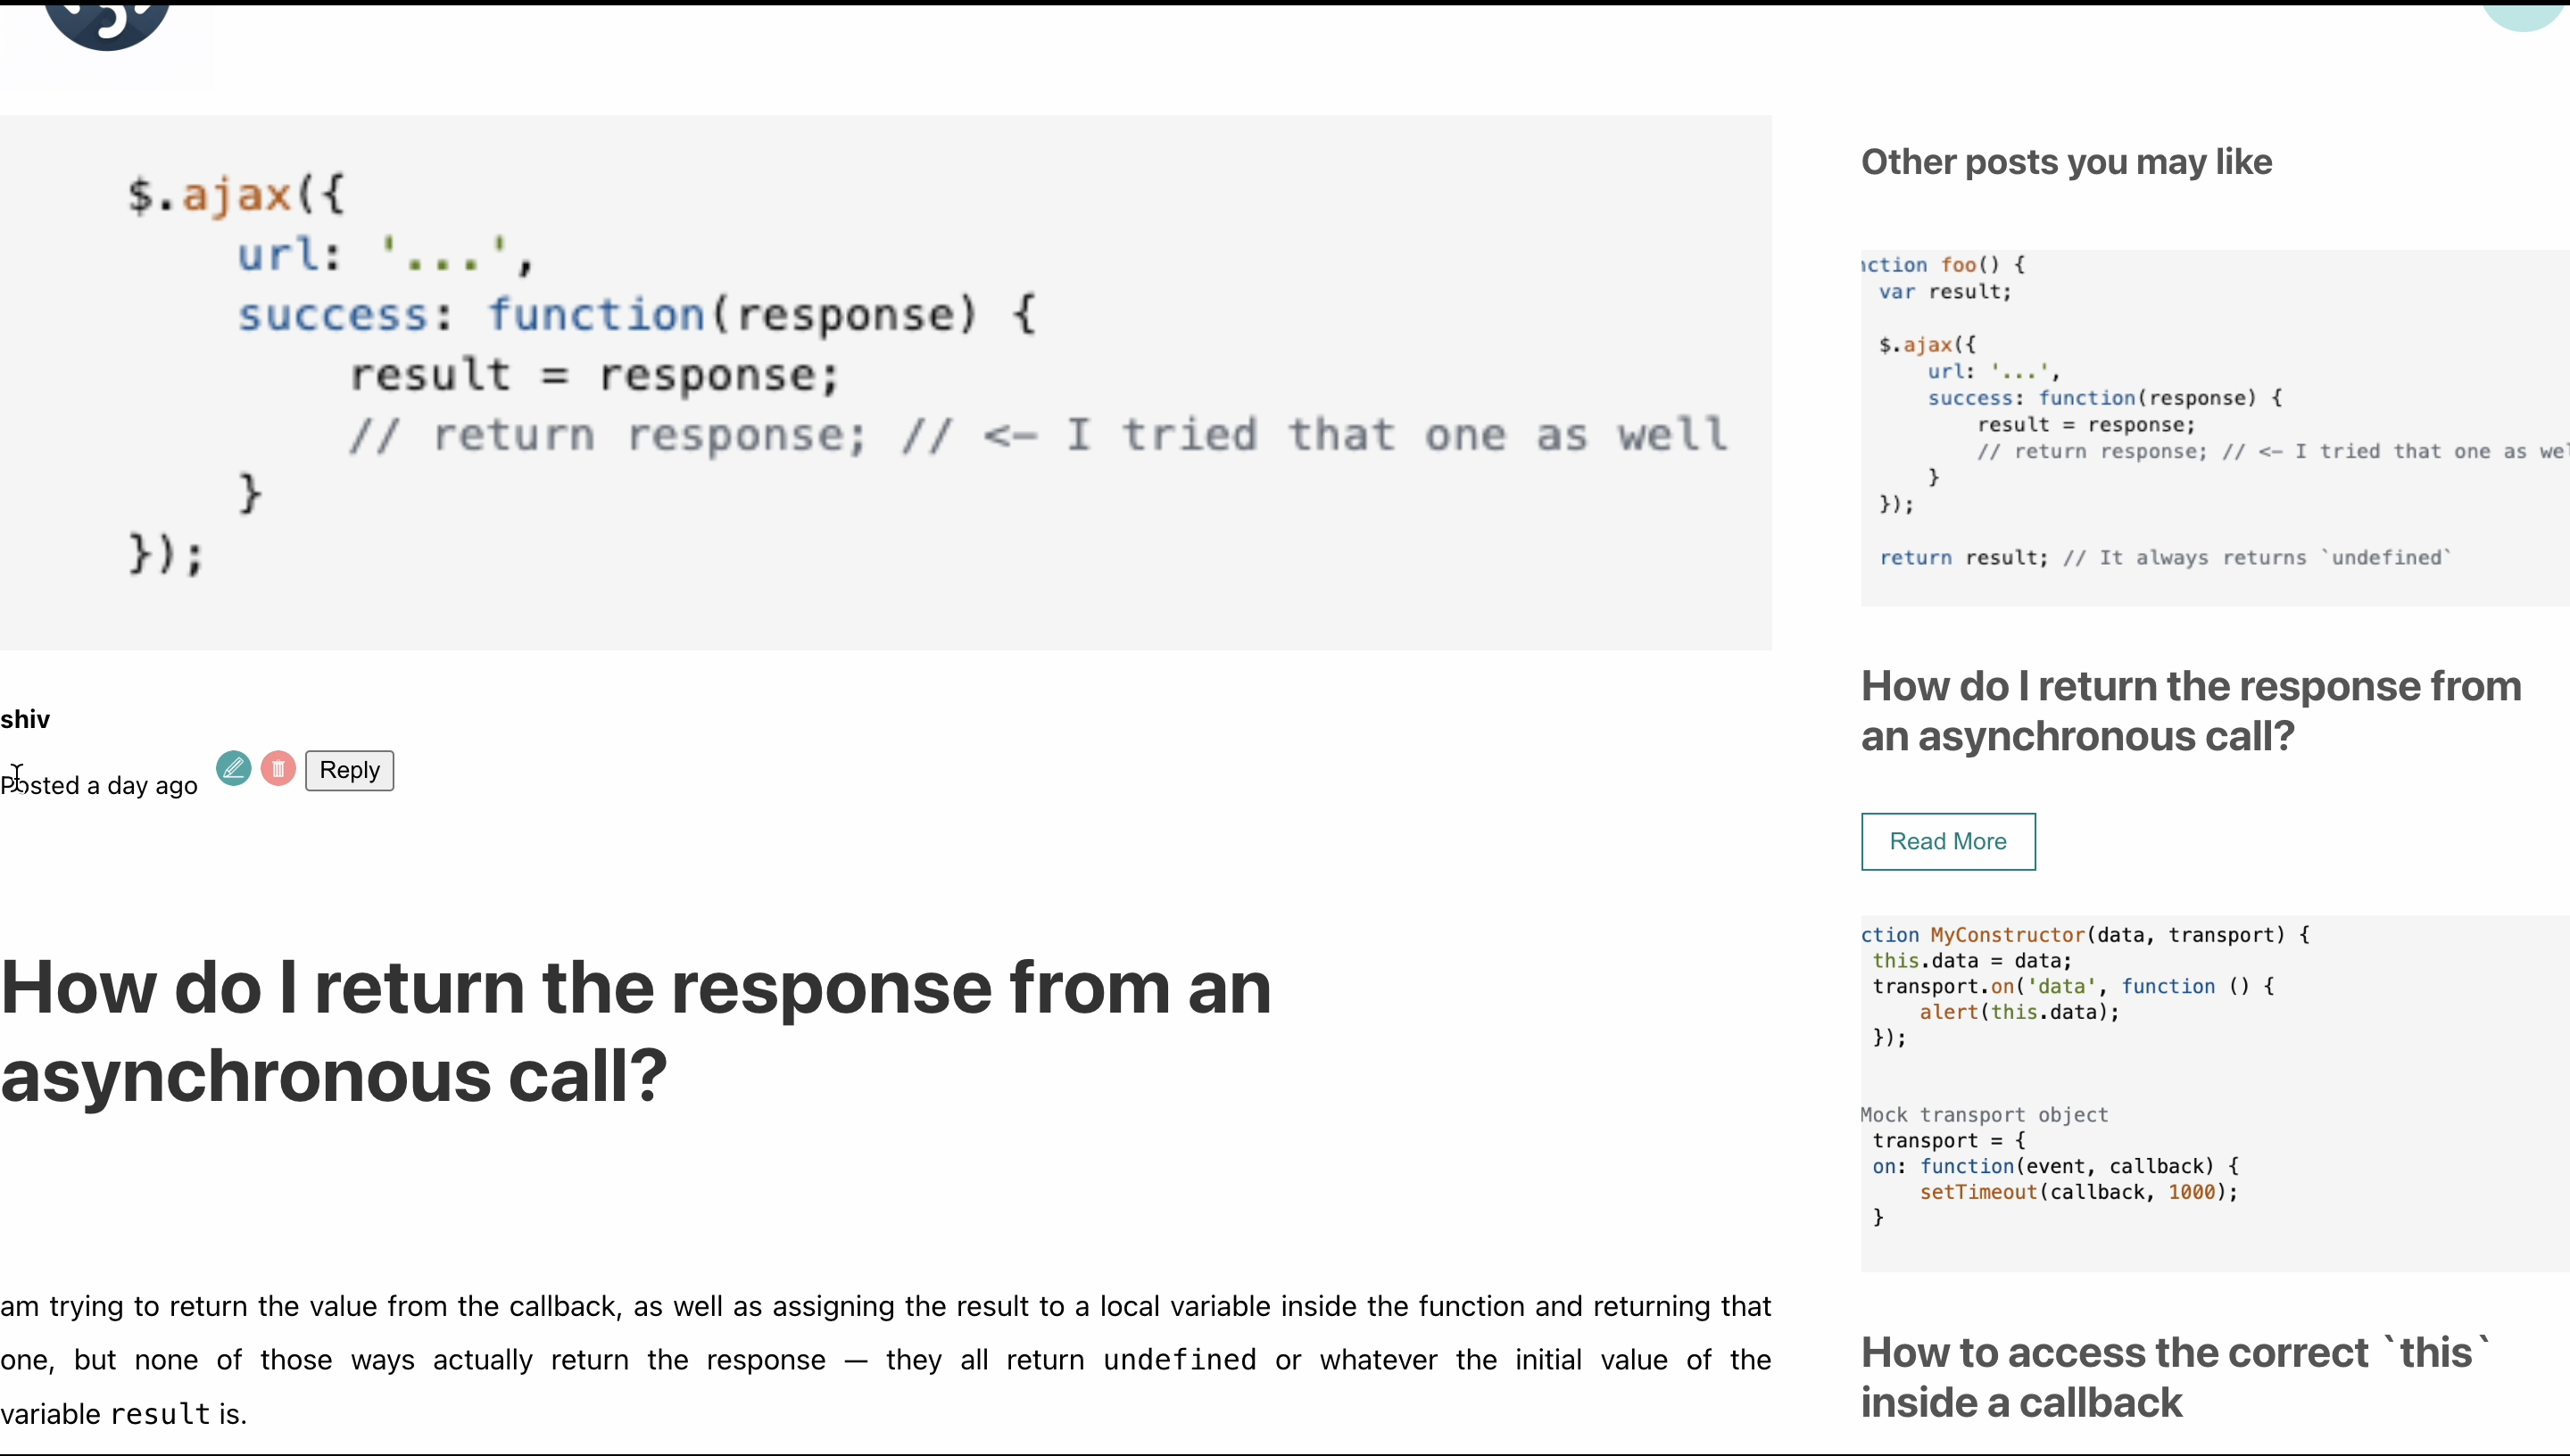 $.ajax({
url: '...',
success: function(response) {
result = response;
// return response; // <- I tried that one as well
}
});
shiv
Posted a day ago
Reply
How do I return the response from an
asynchronous call?
am trying to return the value from the callback, as well as assigning the result to a local variable inside the function and returning that
one, but none of those ways actually return the response — they all return undefined or whatever the initial value of the
variable result is.
Other posts you may like
nction foo() {
var result;
$.ajax({
url: '...',
success: function(response) {
result = response;
// return response; // <- I tried that one as wel
}
});
return result; // It always returns `undefined`
How do I return the response from
an asynchronous call?
Read More
ction MyConstructor(data, transport) {
this.data = data;
transport.on('data', function () {
alert(this.data);
});
Mock transport object
transport = {
on: function(event, callback) {
setTimeout(callback, 1000);
}
How to access the correct `this`
inside a callback